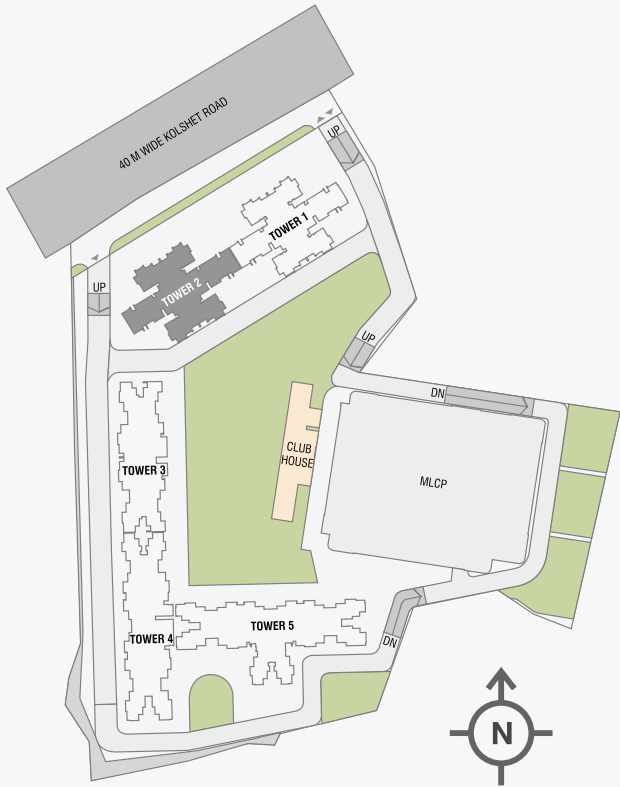 40 M WIDE KOLSHET ROAD
UP
TOWER 1
TOWER 2
UP
UP
DN
TOWER 3
CLUB
HOUSE
MLCP
TOWER 4
TOWER 5
DN
N